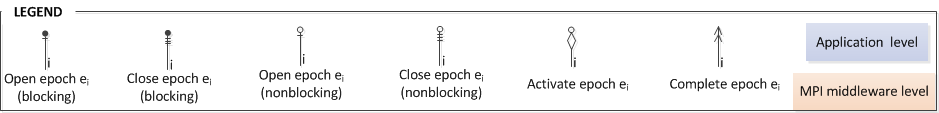 LEGEND
i i i i i i
Open epoch eᵢ
(blocking)
Close epoch eᵢ
(blocking)
Open epoch eᵢ
(nonblocking)
Close epoch eᵢ
(nonblocking)
Activate epoch eᵢ
Complete epoch eᵢ
Application level
MPI middleware level